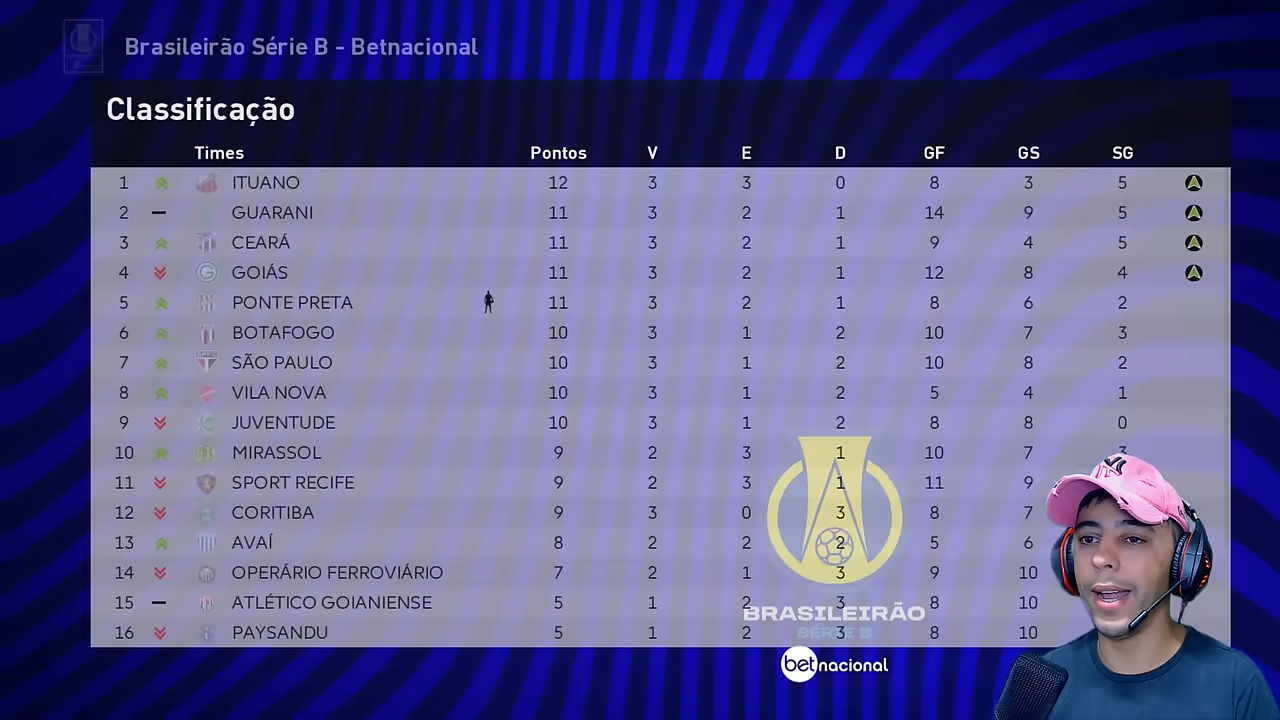 Brasileirão Série B - Betnacional
Classificação
Times Pontos V E D GF GS SG
1 ITUANO 12 3 3 0 8 3 5
2 GUARANI 11 3 2 1 14 9 5
3 CEARÁ 11 3 2 1 9 4 5
4 GOIÁS 11 3 2 1 12 8 4
5 PONTE PRETA 11 3 2 1 8 6 2
6 BOTAFOGO 10 3 1 2 10 7 3
7 SÃO PAULO 10 3 1 2 10 8 2
8 VILA NOVA 10 3 1 2 5 4 1
9 JUVENTUDE 10 3 1 2 8 8 0
10 MIRASSOL 9 2 3 1 10 7 3
11 SPORT RECIFE 9 2 3 1 11 9
12 CORITIBA 9 3 0 3 8 7
13 AVAÍ 8 2 2 2 5 6
14 OPERÁRIO FERROVIÁRIO 7 2 1 3 9 10
15 ATLÉTICO GOIANIENSE 5 1 2 3 8 10
16 PAYSANDU 5 1 2 3 8 10
BRASILEIRÃO
SÉRIE B
betnacional